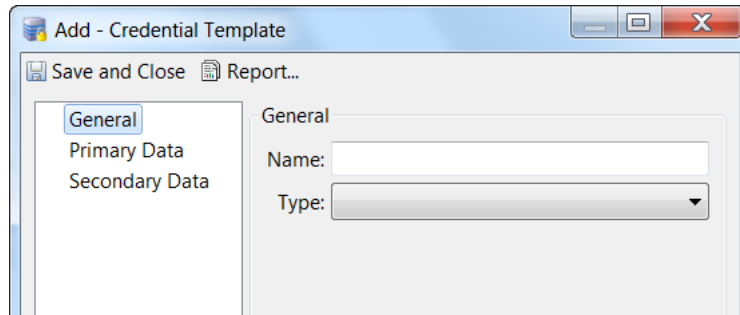 Add - Credential Template
Save and Close Report...
General
Primary Data
Secondary Data
General
Name:
Type: